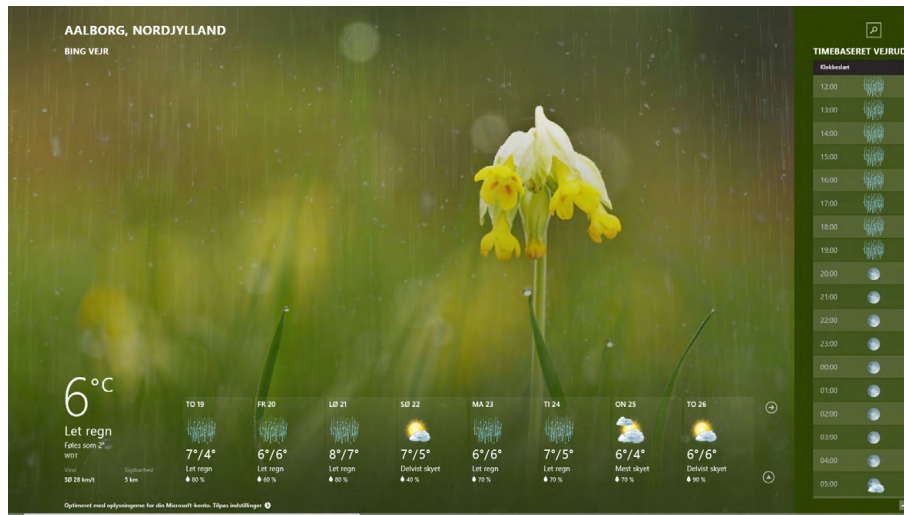 AALBORG, NORDJYLLAND
BING VEJR
6°C
Let regn
Føles som 2°
WDT
Vind Sigtbarhed
SØ 28 km/t 5 km
TO 19
7°/4°
Let regn
80 %
FR 20
6°/6°
Let regn
60 %
LØ 21
8°/7°
Let regn
80 %
SØ 22
7°/5°
Delvist skyet
40 %
MA 23
6°/6°
Let regn
70 %
TI 24
7°/5°
Let regn
70 %
ON 25
6°/4°
Mest skyet
70 %
TO 26
6°/6°
Delvist skyet
90 %
Optimeret med oplysningerne for din Microsoft-konto. Tilpas indstillinger
TIMEBASERET VEJRUD
Klokkeslæt
12:00
13:00
14:00
15:00
16:00
17:00
18:00
19:00
20:00
21:00
22:00
23:00
00:00
01:00
02:00
03:00
04:00
05:00